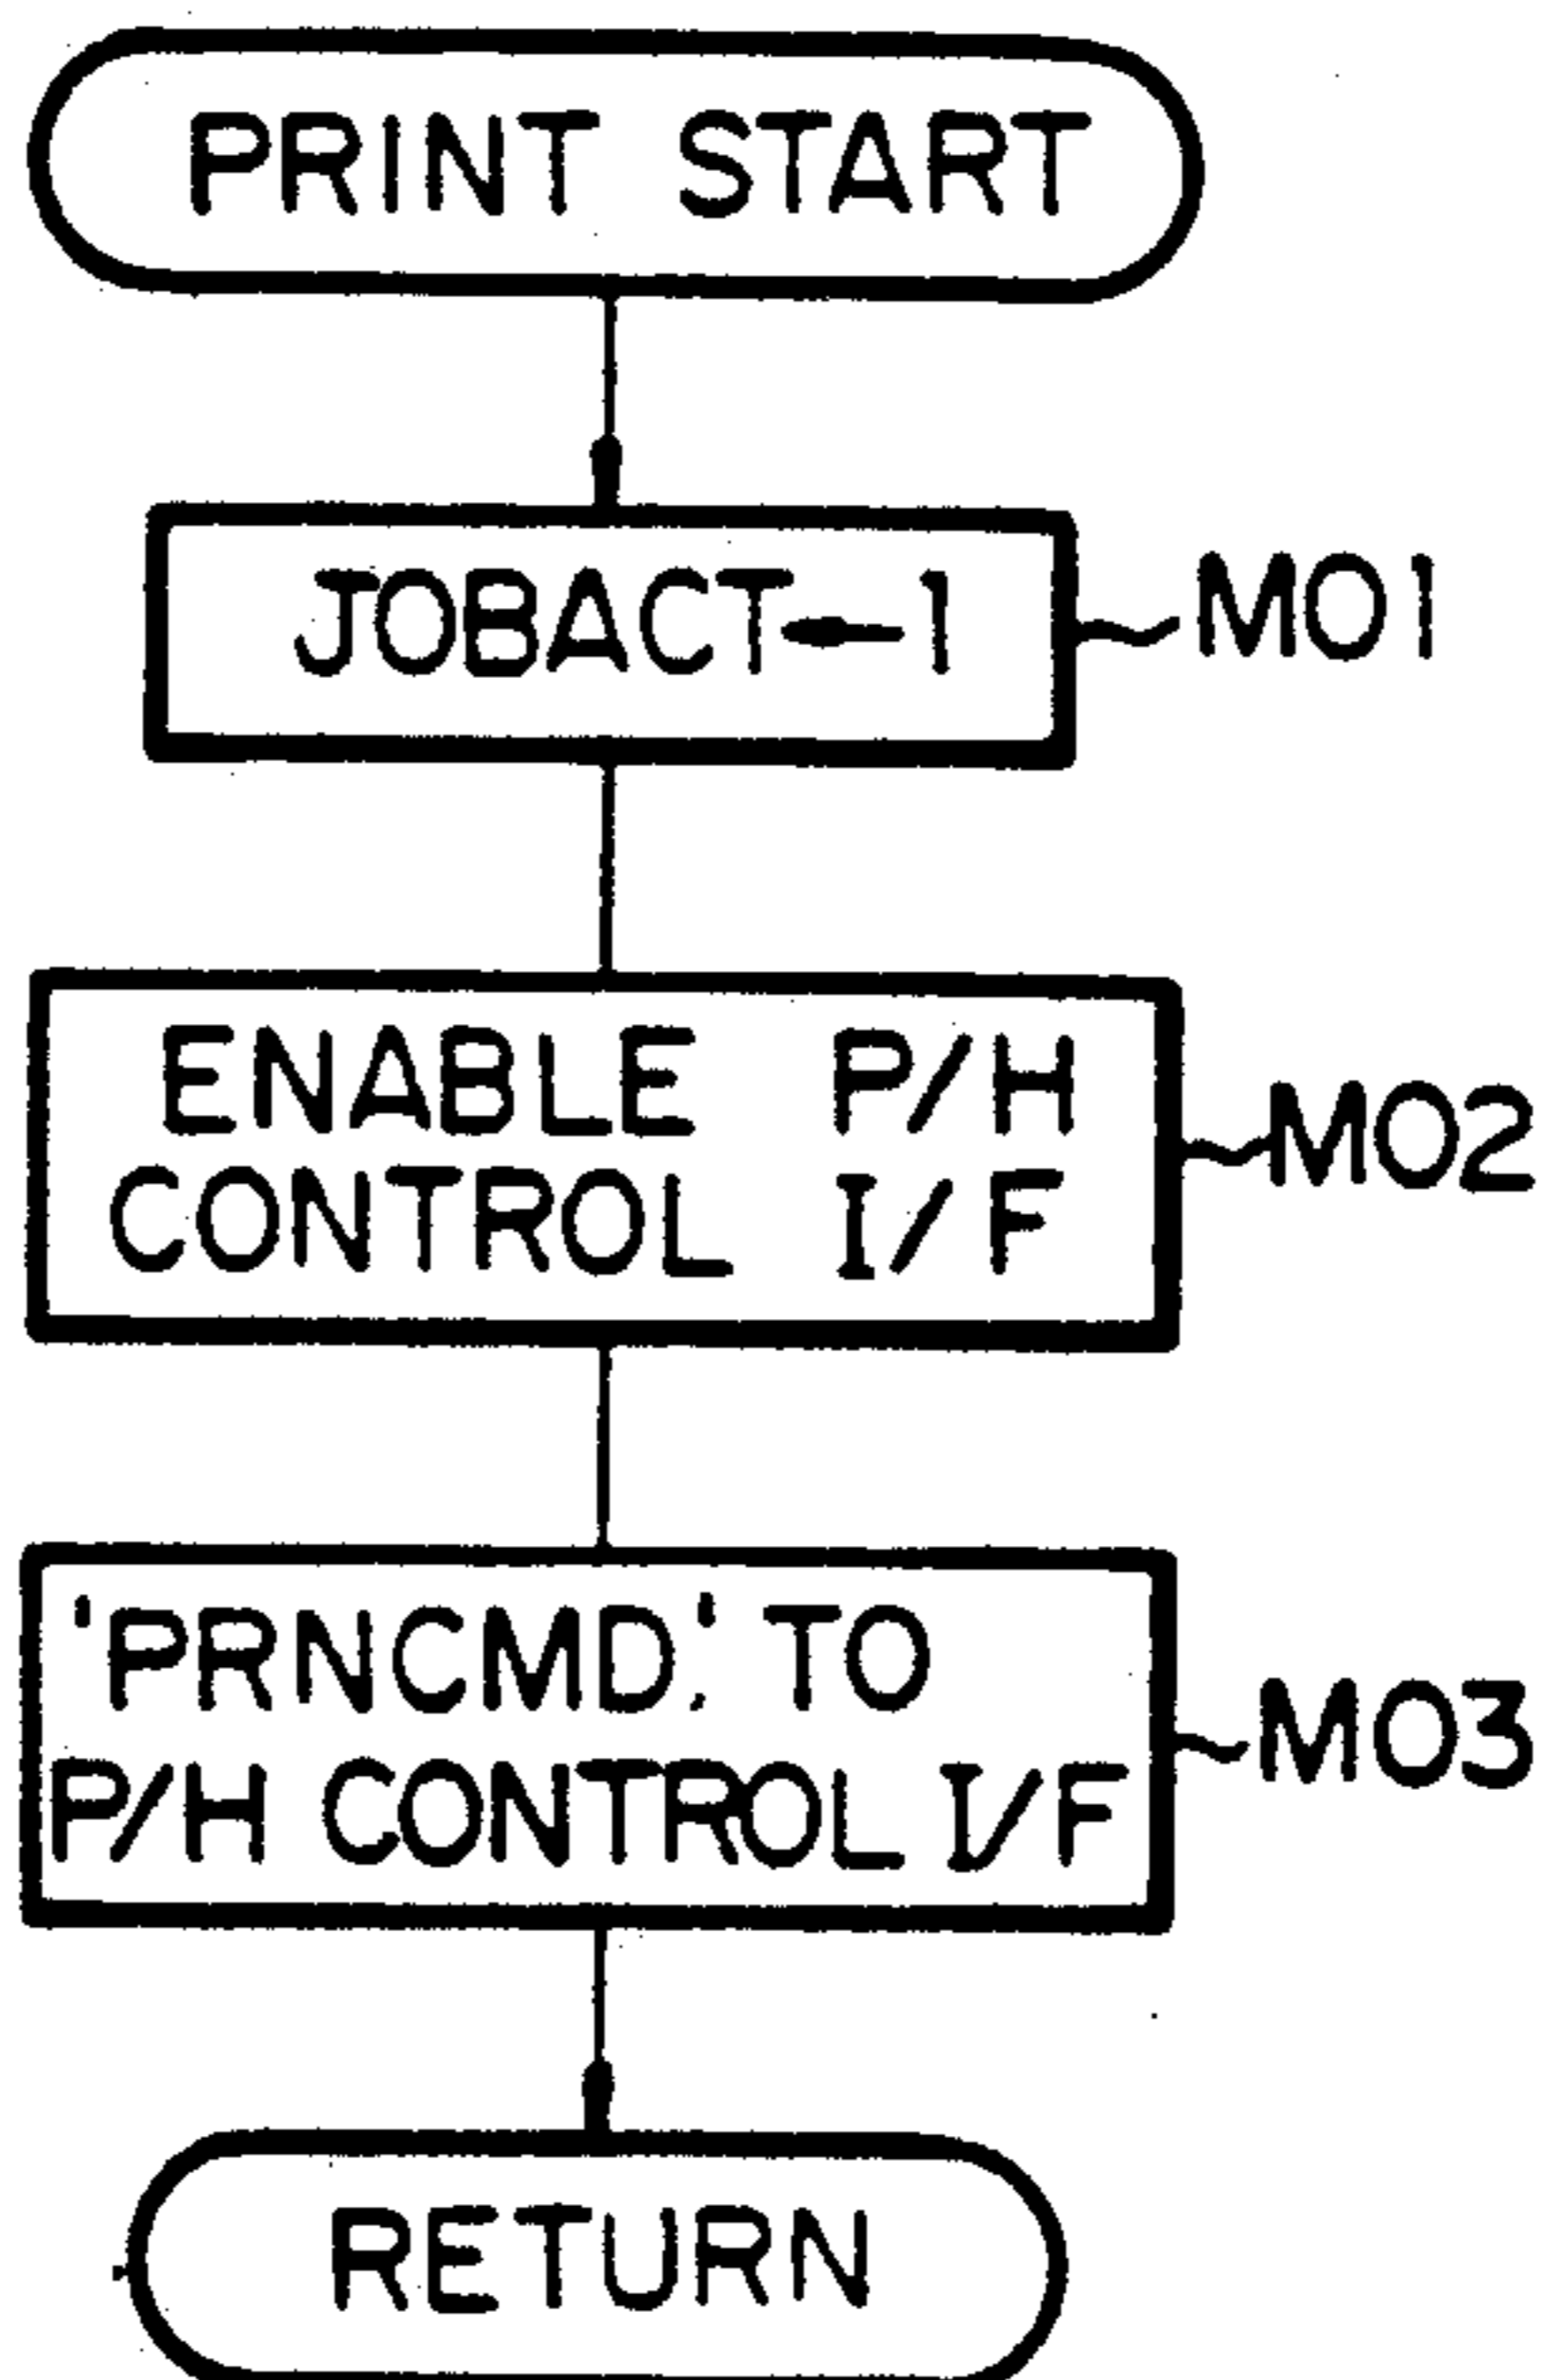 PRINT START
JOBACT←1
M01
ENABLE P/H
CONTROL I/F
M02
'PRNCMD,' TO
P/H CONTROL I/F
M03
RETURN